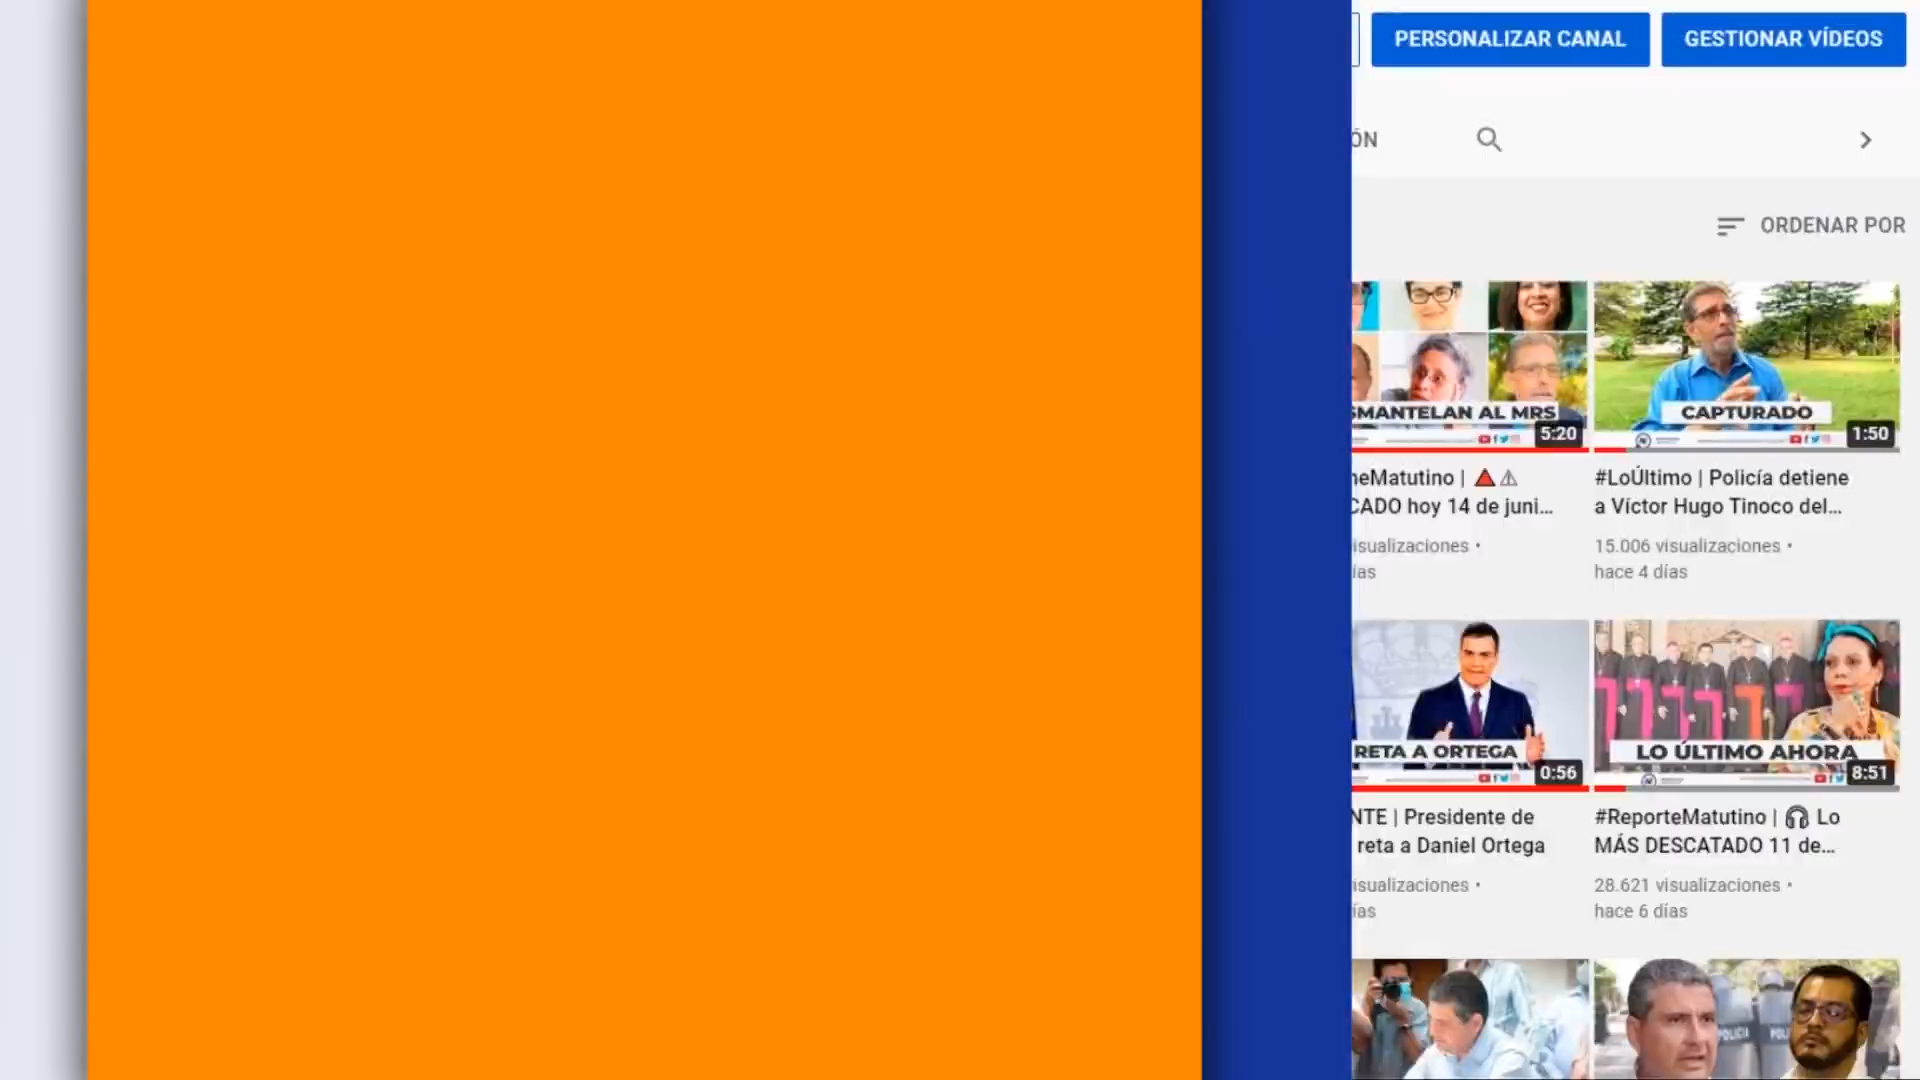 PERSONALIZAR CANAL
GESTIONAR VÍDEOS
ÓN
ORDENAR POR
SMANTELAN AL MRS
5:20
CAPTURADO
1:50
neMatutino |
CADO hoy 14 de juni...
isualizaciones •
ías
#LoÚltimo | Policía detiene
a Víctor Hugo Tinoco del...
15.006 visualizaciones •
hace 4 días
RETA A ORTEGA
0:56
LO ÚLTIMO AHORA
8:51
NTE | Presidente de
reta a Daniel Ortega
isualizaciones •
ías
#ReporteMatutino | 🎧 Lo
MÁS DESCATADO 11 de...
28.621 visualizaciones •
hace 6 días
POLICIA